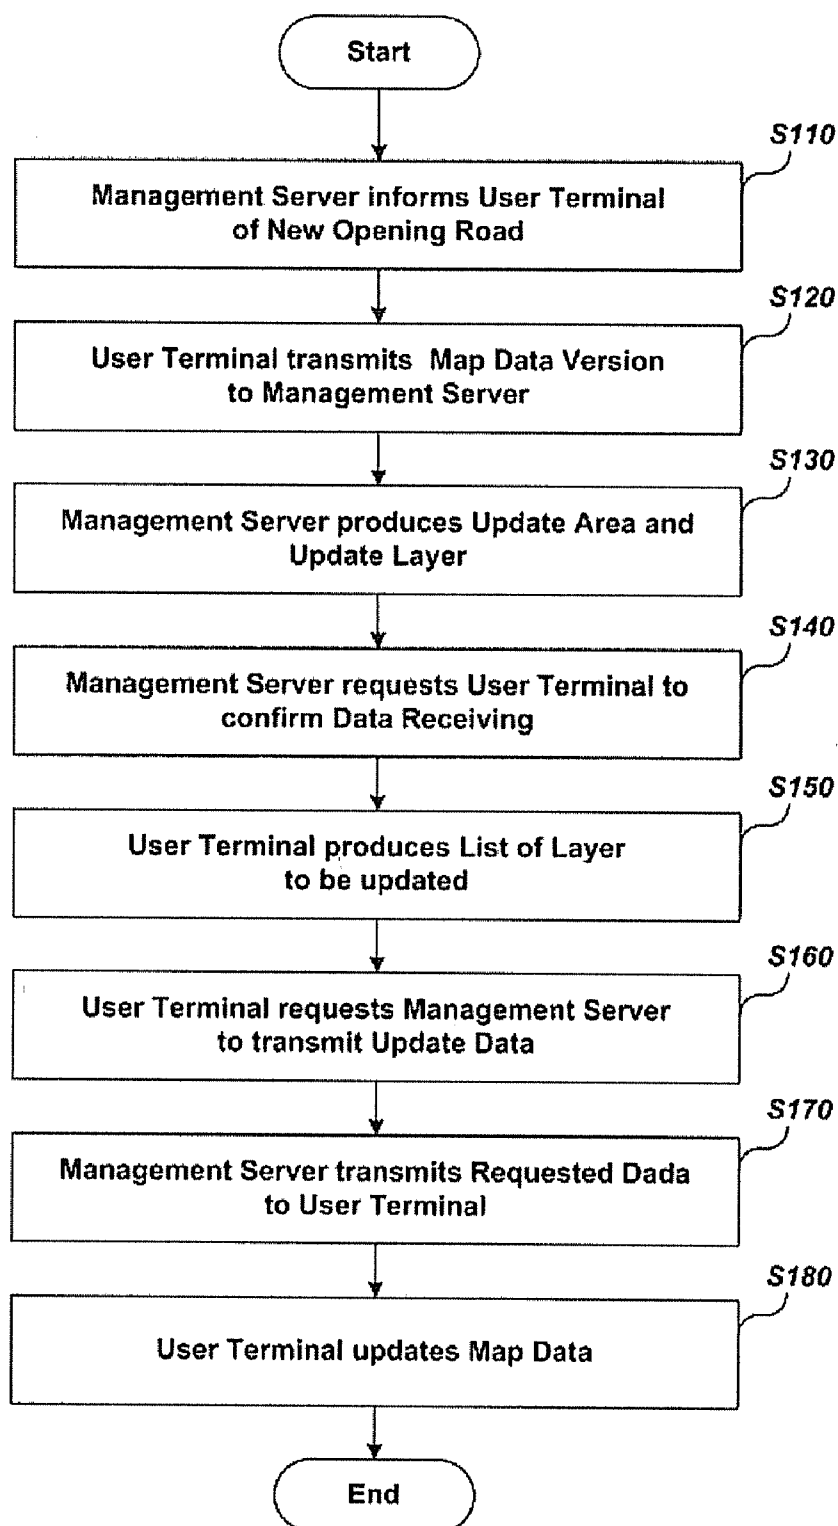 Start
S110
Management Server informs User Terminal
of New Opening Road
S120
User Terminal transmits Map Data Version
to Management Server
S130
Management Server produces Update Area and
Update Layer
S140
Management Server requests User Terminal to
confirm Data Receiving
S150
User Terminal produces List of Layer
to be updated
S160
User Terminal requests Management Server
to transmit Update Data
S170
Management Server transmits Requested Dada
to User Terminal
S180
User Terminal updates Map Data
End